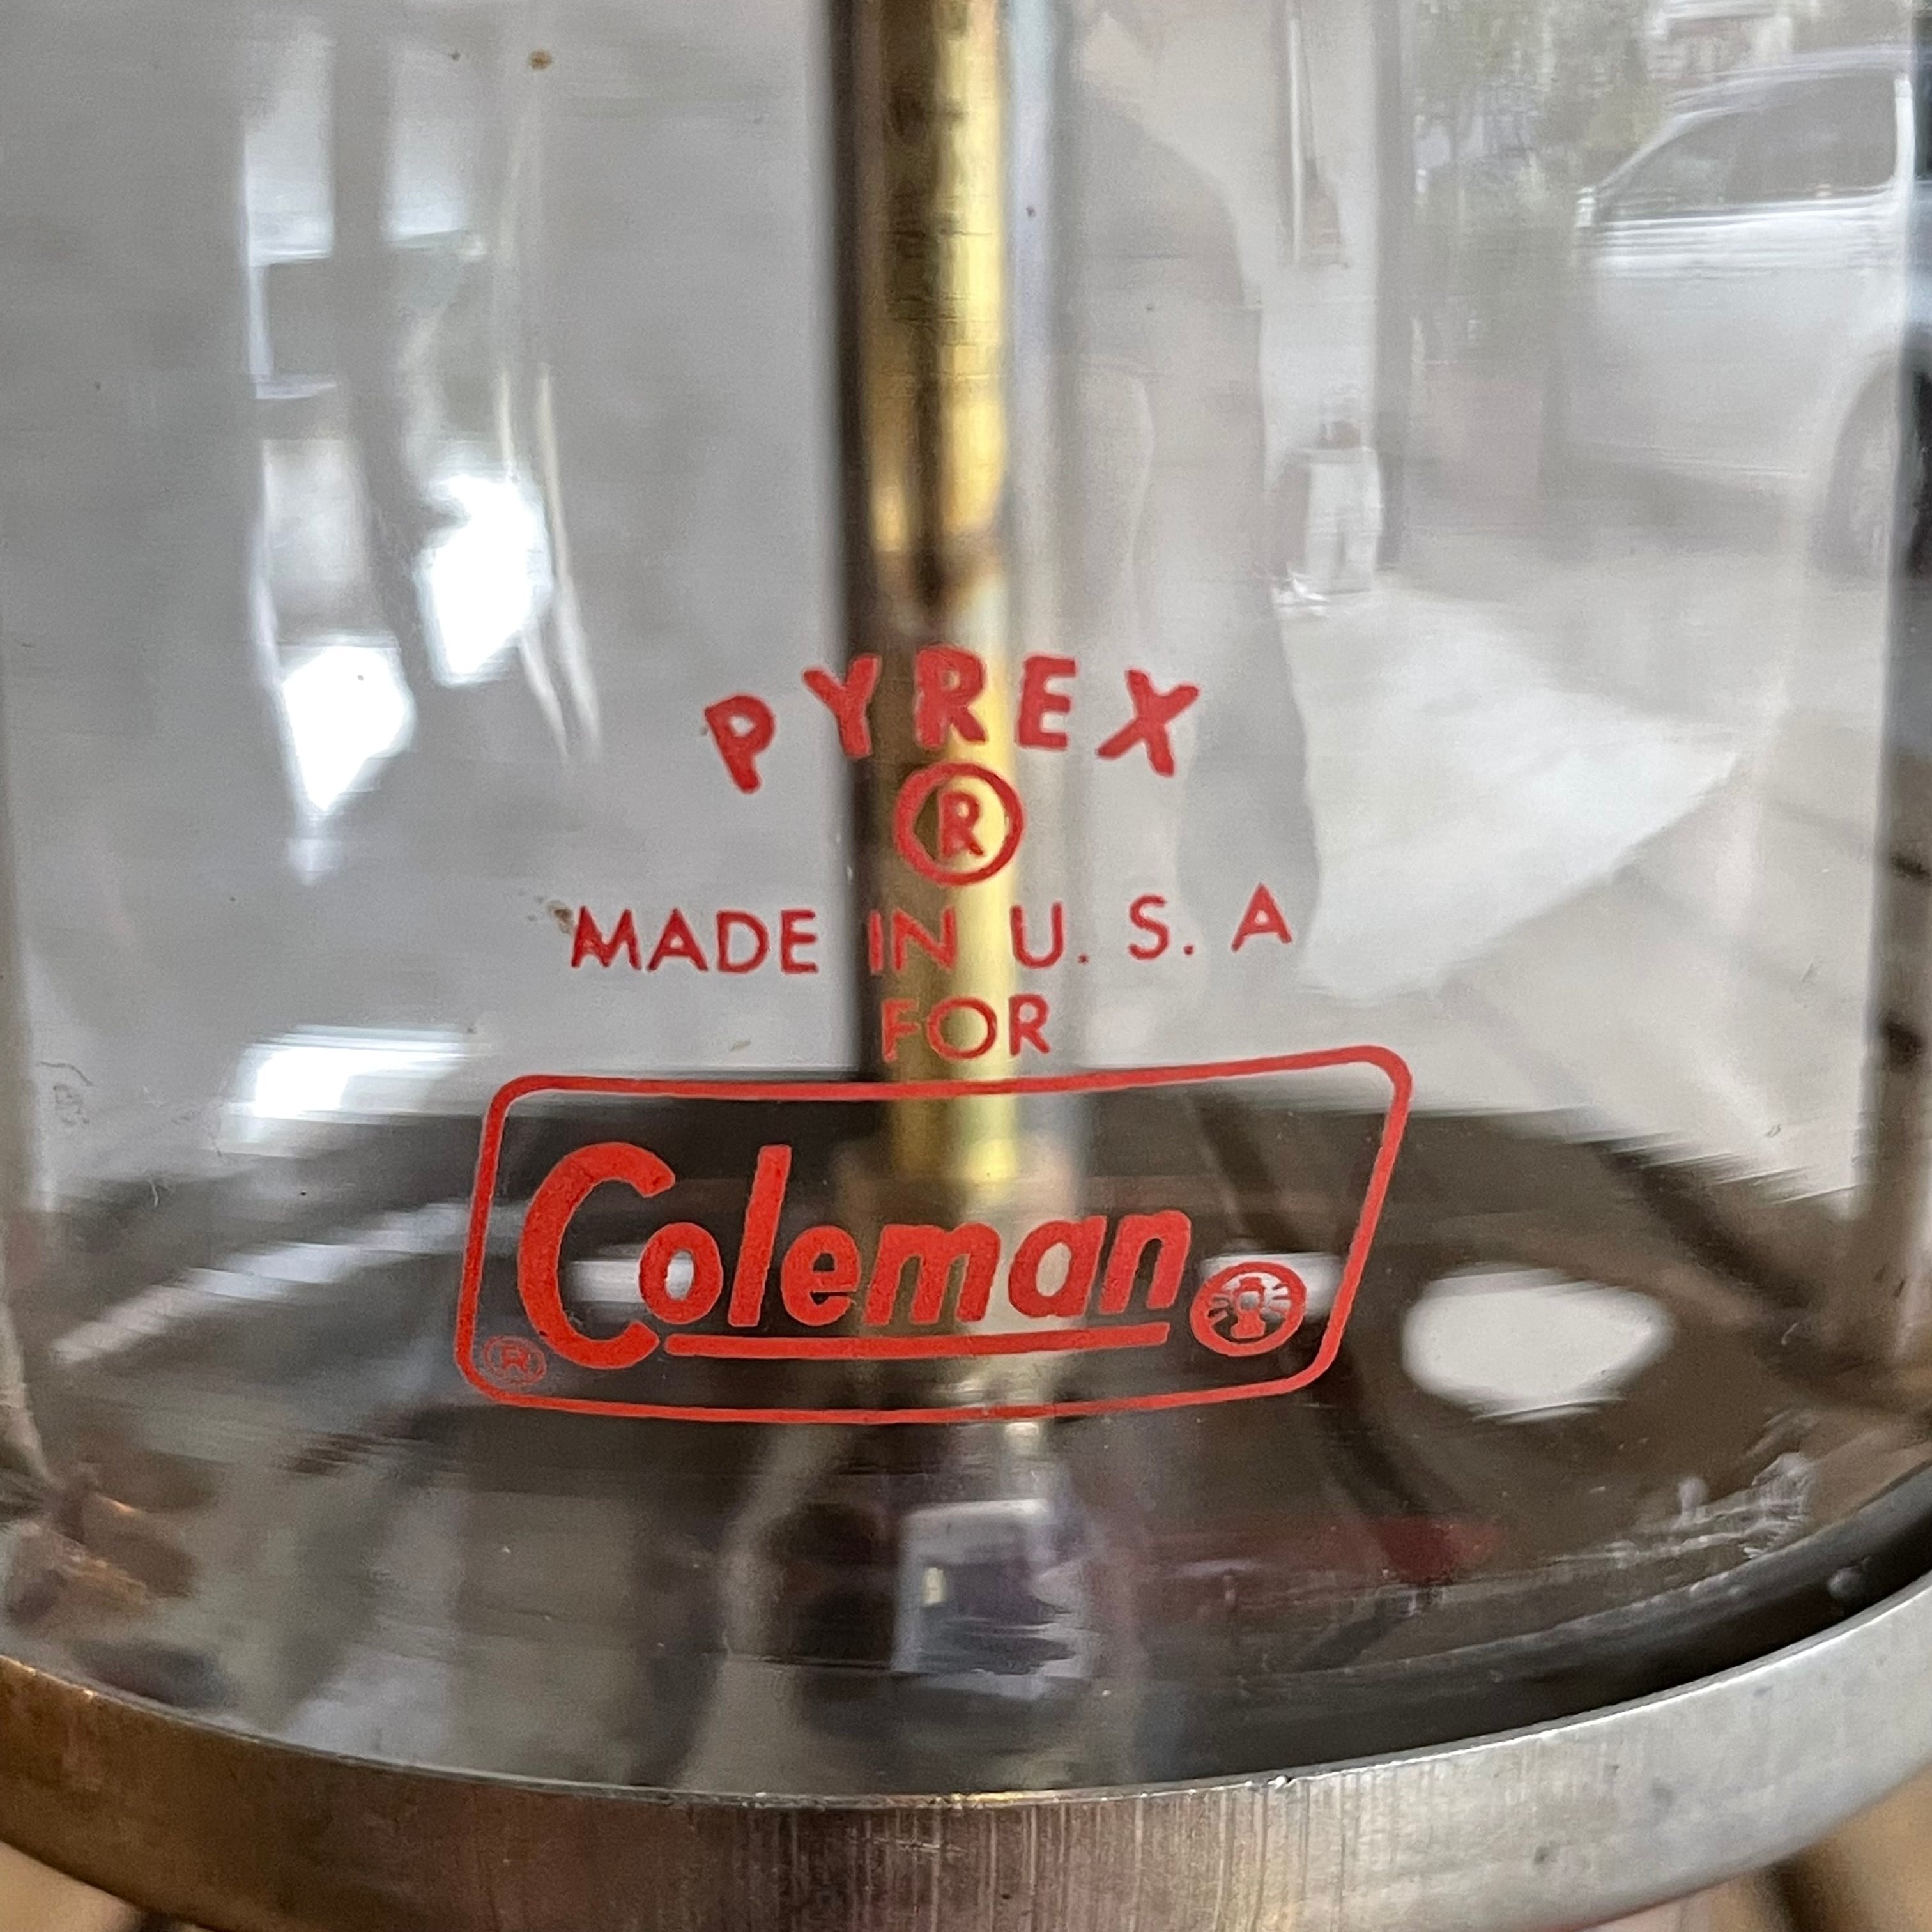 PYREX
®
MADE IN U. S. A
FOR
Coleman
®